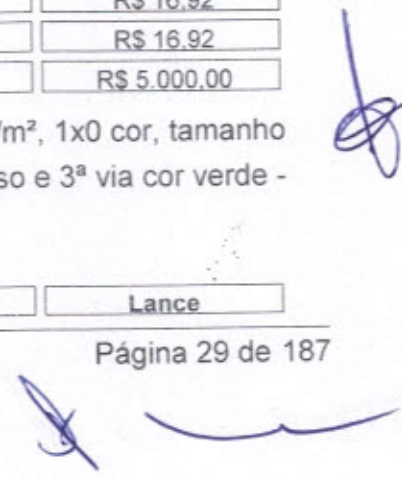 R$ 16,92
R$ 16,92
R$ 5.000,00
/m², 1x0 cor, tamanho
so e 3ª via cor verde -
Lance
Página 29 de 187